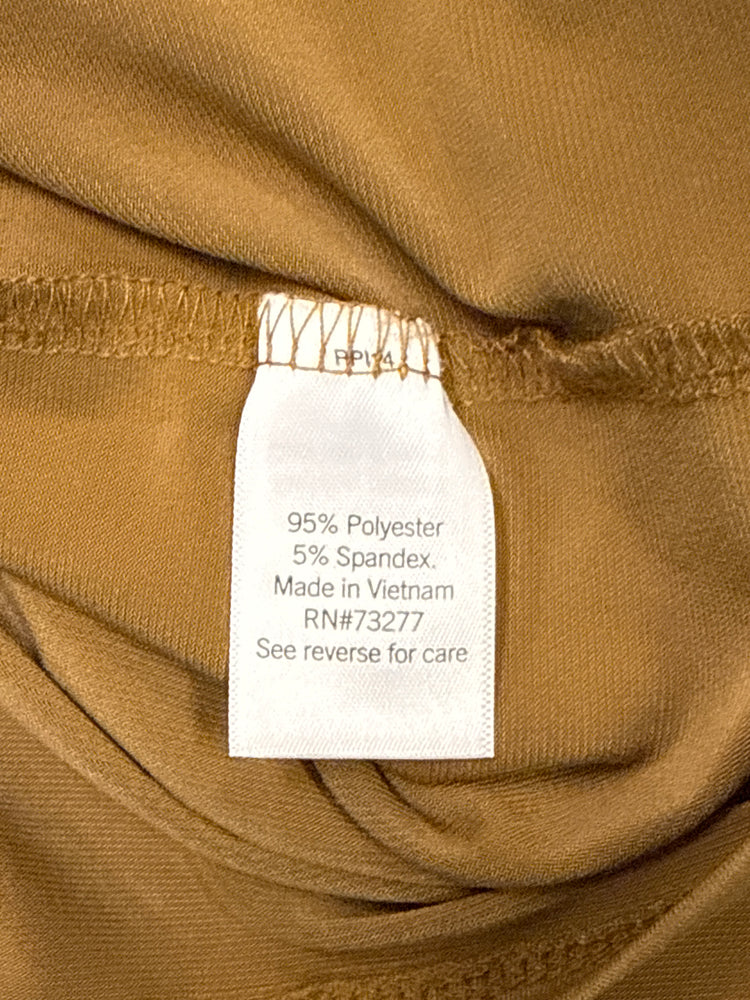 95% Polyester
5% Spandex.
Made in Vietnam
RN#73277
See reverse for care